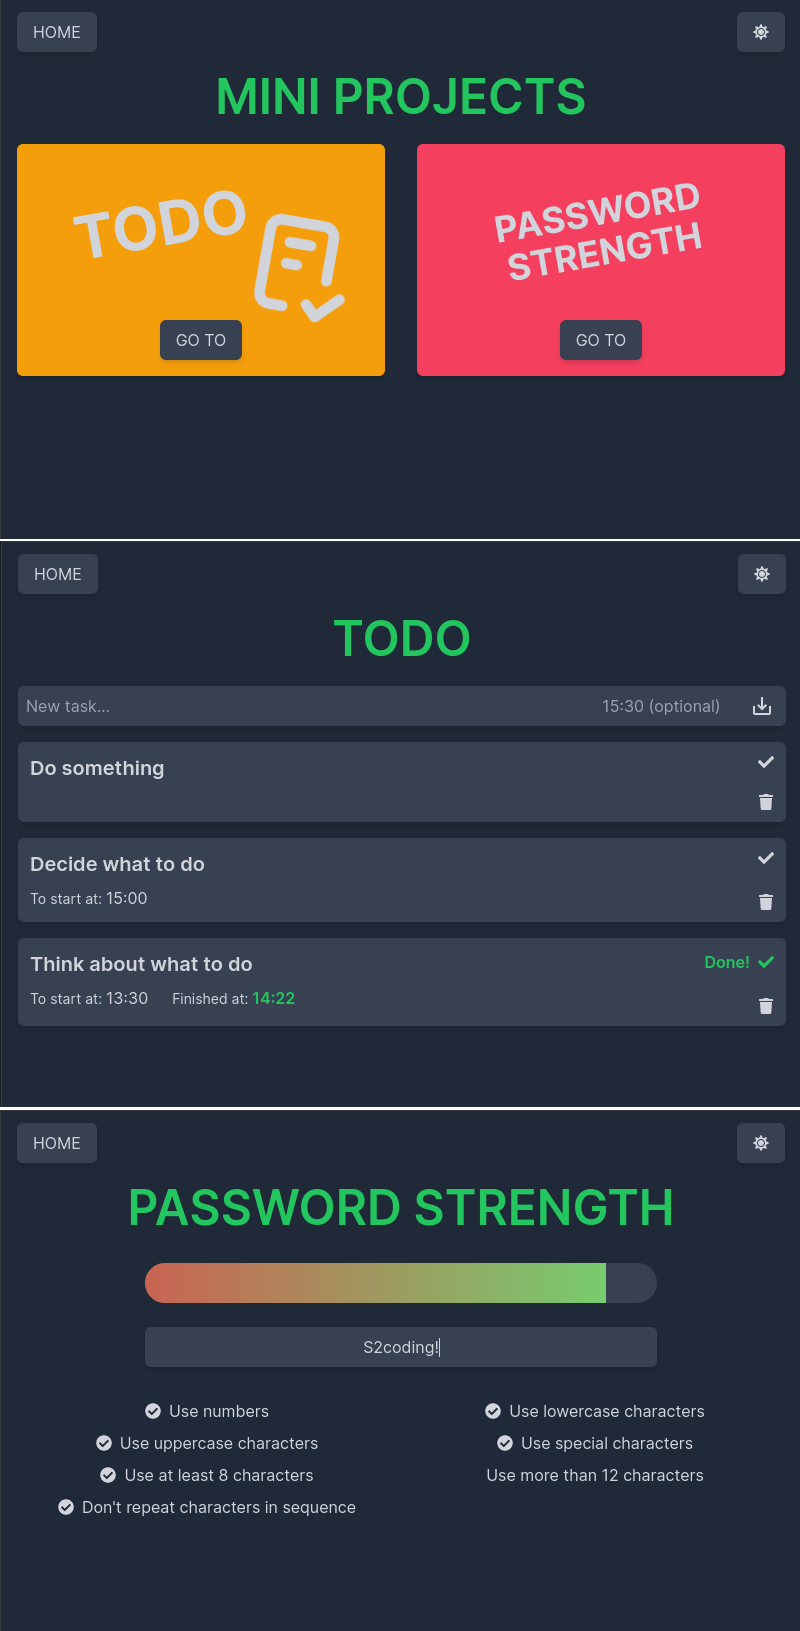 HOME
MINI PROJECTS
TODO
PASSWORD
STRENGTH
GO TO
GO TO
HOME
TODO
New task...
15:30 (optional)
Do something
Decide what to do
To start at: 15:00
Think about what to do
Done!
To start at: 13:30 Finished at: 14:22
HOME
PASSWORD STRENGTH
S2coding!
Use numbers
Use lowercase characters
Use uppercase characters
Use special characters
Use at least 8 characters
Use more than 12 characters
Don't repeat characters in sequence